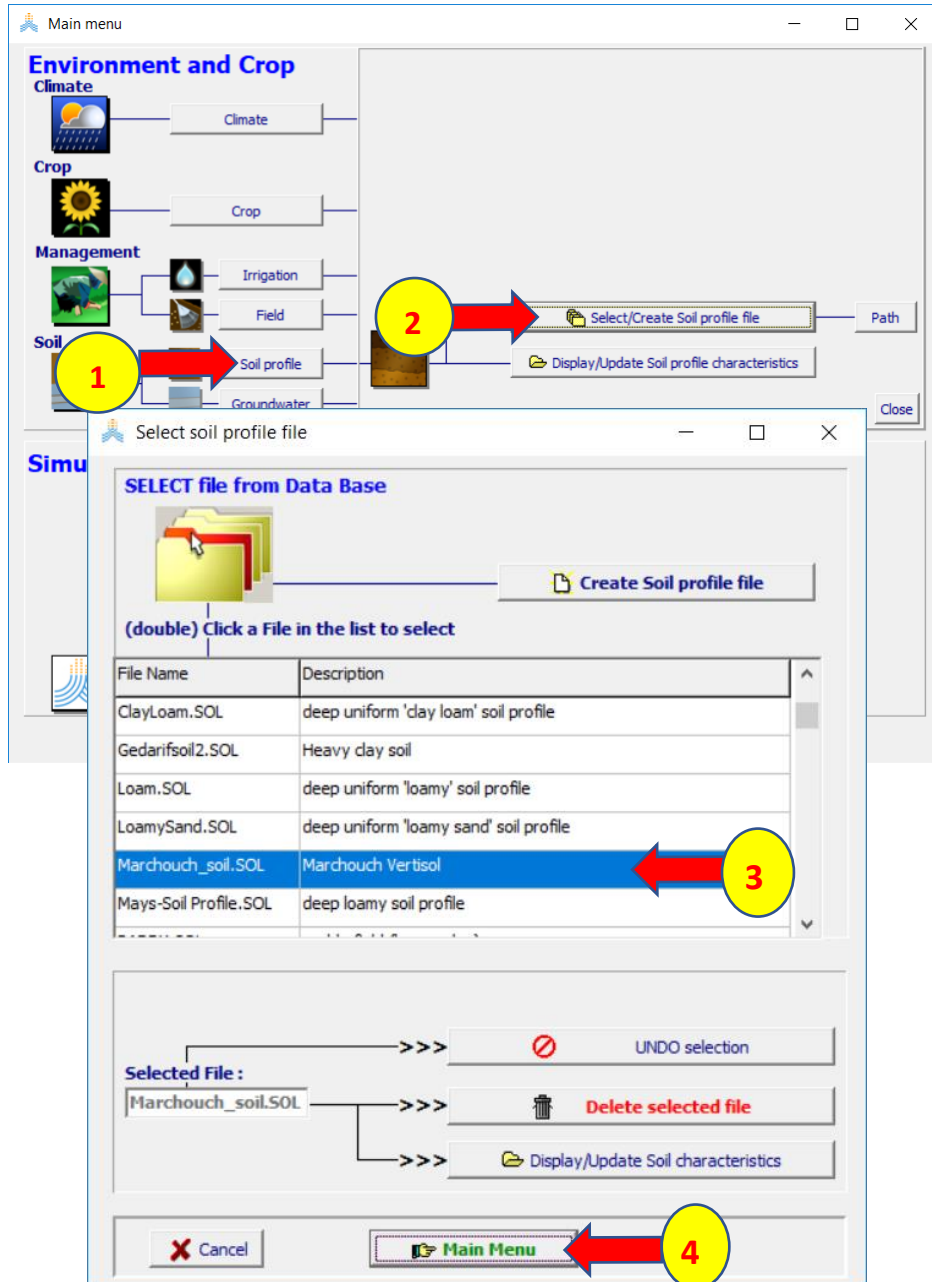 Main menu
Environment and Crop
Climate
Climate
Crop
Crop
Management
Irrigation
Field
2
Select/Create Soil profile file
Path
Soil
1
Soil profile
Display/Update Soil profile characteristics
Groundwater
Close
Select soil profile file
Simu
SELECT file from Data Base
Create Soil profile file
(double) Click a File in the list to select
File Name Description
ClayLoam.SOL deep uniform 'clay loam' soil profile
Gedarifsoil2.SOL Heavy clay soil
Loam.SOL deep uniform 'loamy' soil profile
LoamySand.SOL deep uniform 'loamy sand' soil profile
Marchouch_soil.SOL Marchouch Vertisol
3
Mays-Soil Profile.SOL deep loamy soil profile
>>> UNDO selection
Selected File :
Marchouch_soil.SOL >>> Delete selected file
>>> Display/Update Soil characteristics
Cancel Main Menu 4